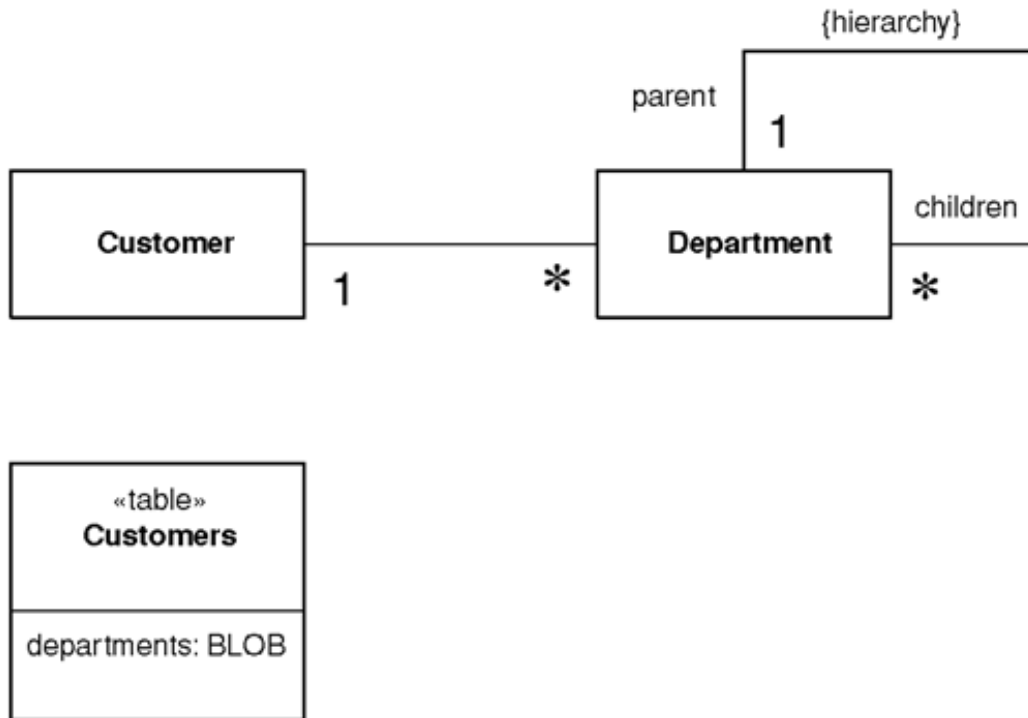 {hierarchy}
parent
1
Customer
Department
children
1
*
*
«table»
Customers
departments: BLOB